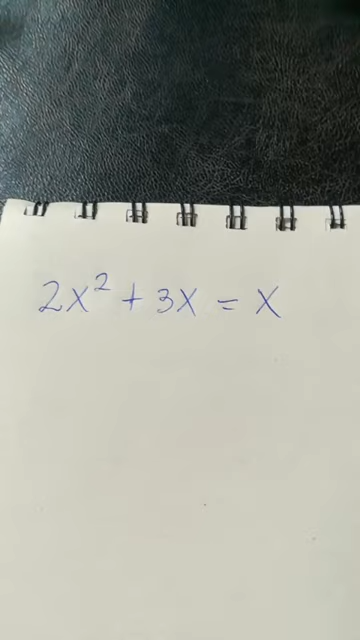 2x² + 3x = x